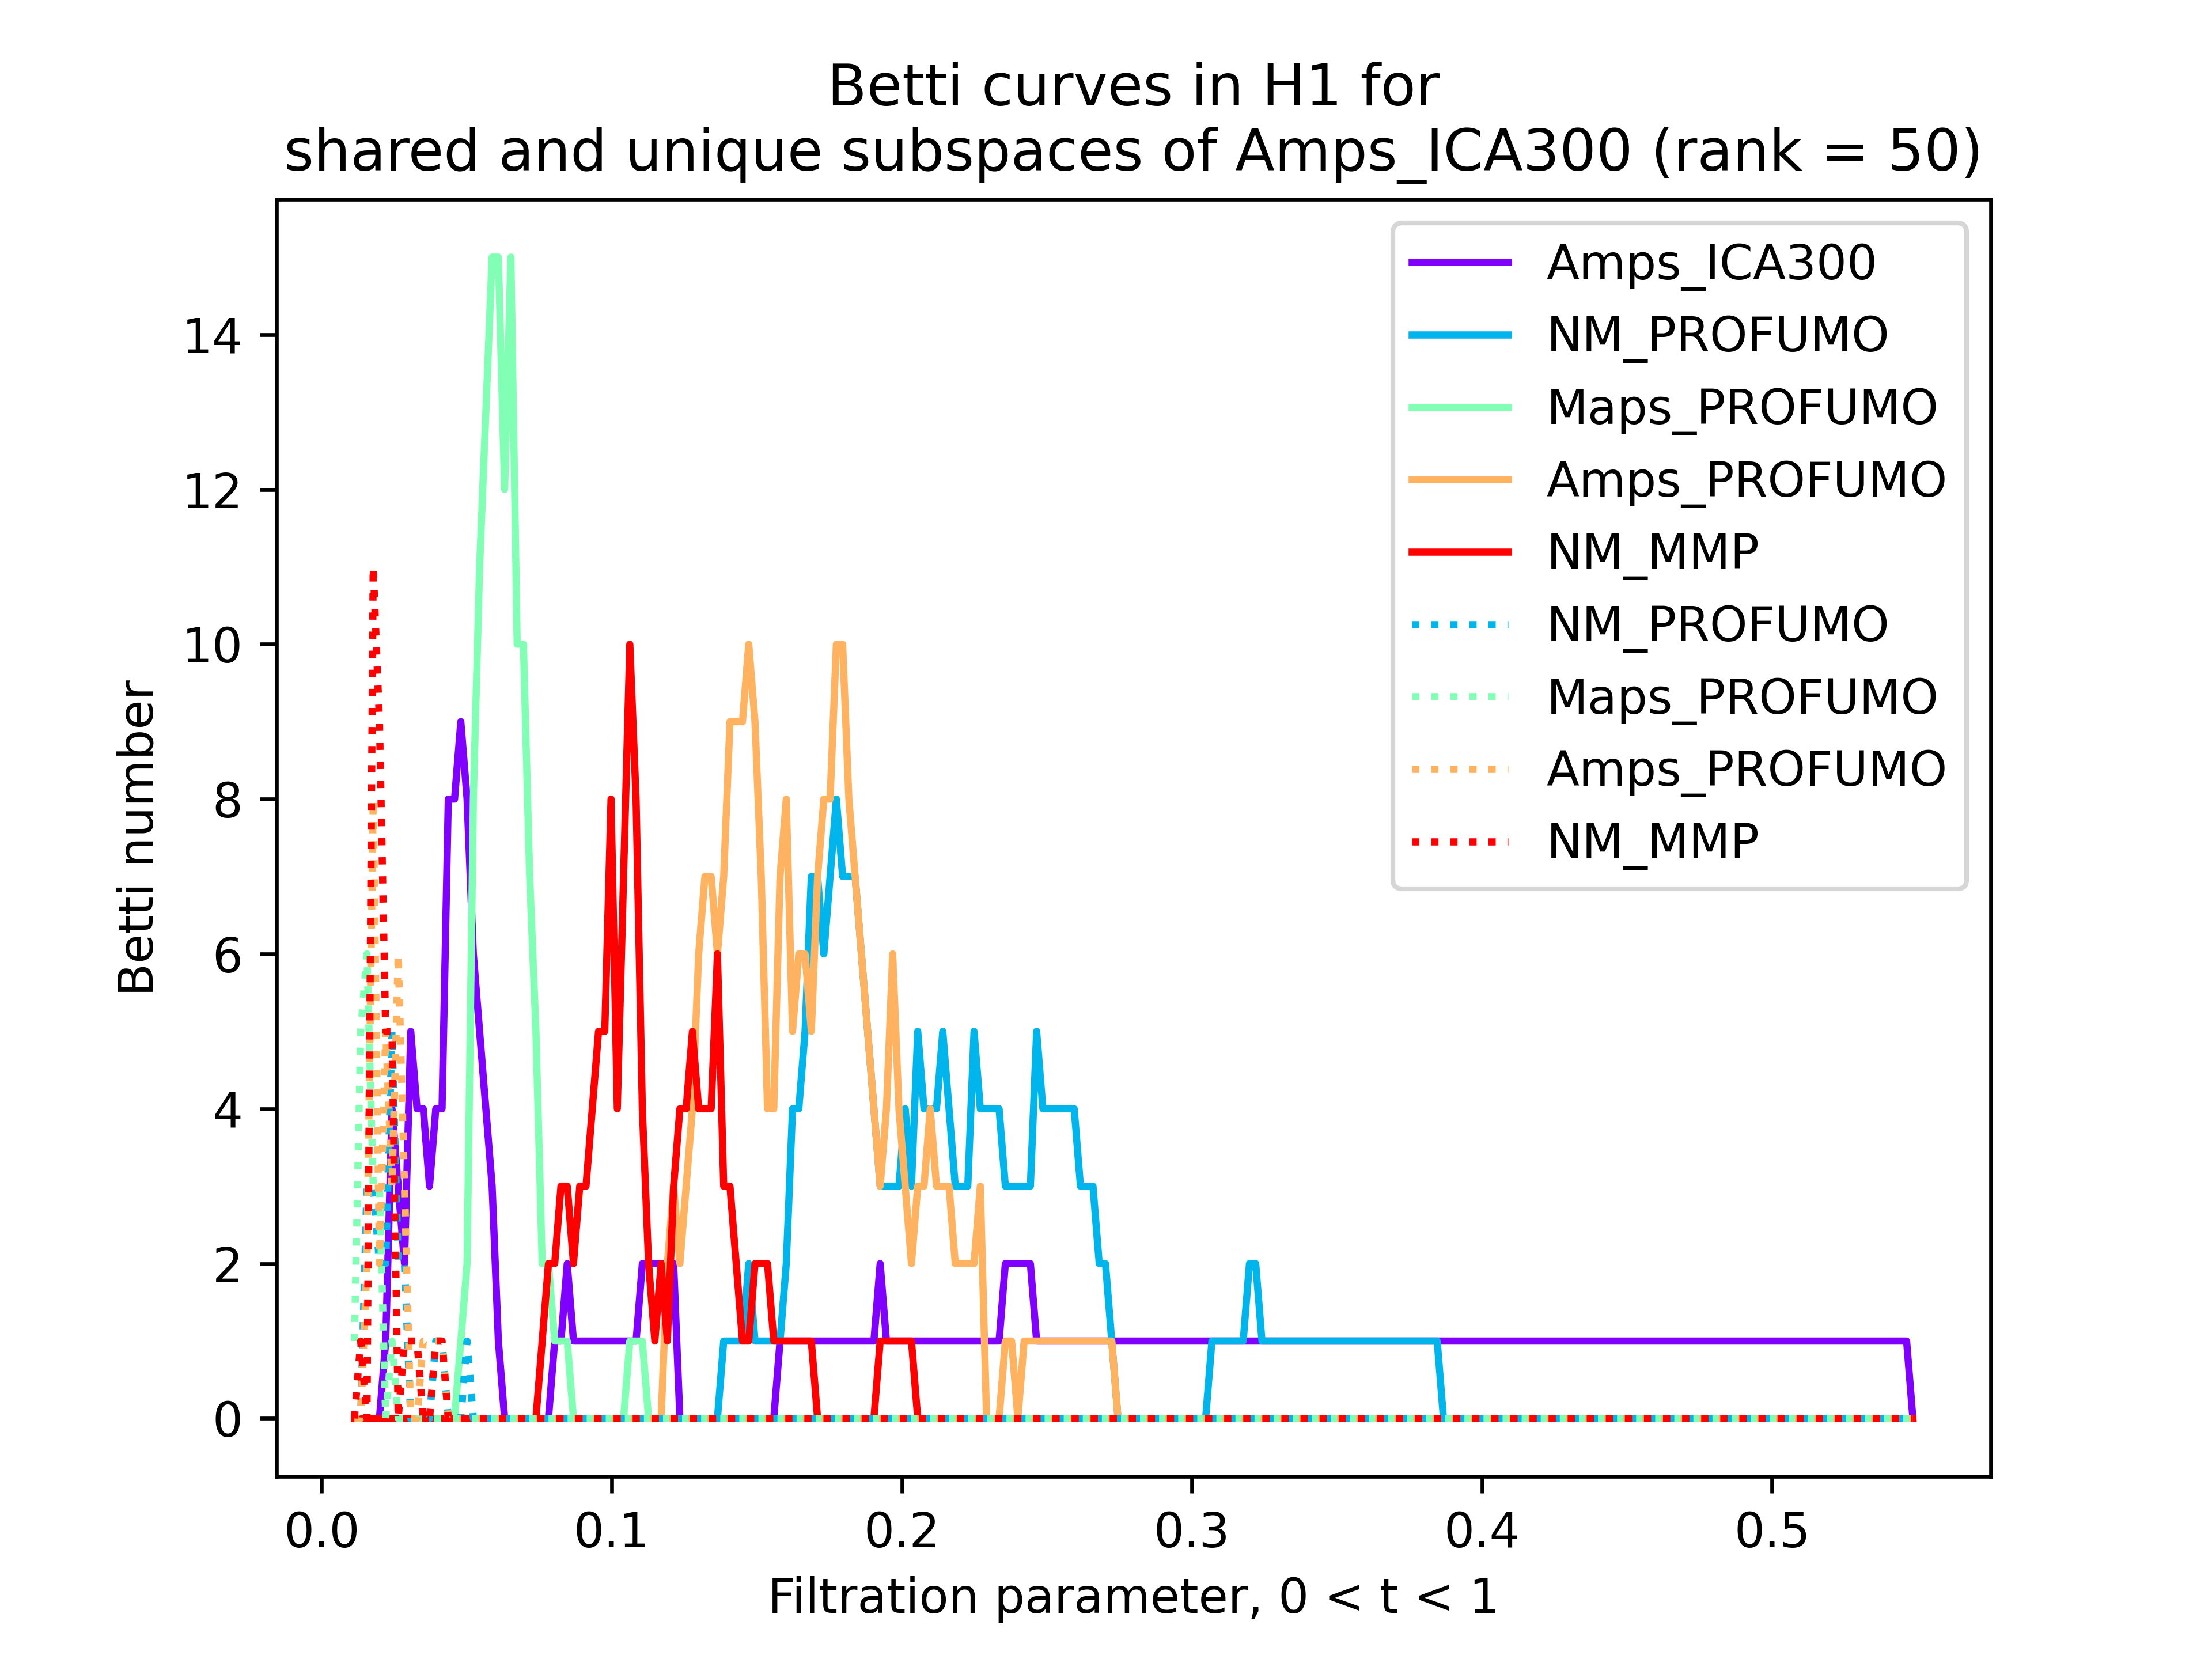 Betti curves in H1 for
shared and unique subspaces of Amps_ICA300 (rank = 50)
Amps_ICA300
NM_PROFUMO
Maps_PROFUMO
Amps_PROFUMO
NM_MMP
NM_PROFUMO
Maps_PROFUMO
Amps_PROFUMO
NM_MMP
Betti number
14
12
10
8
6
4
2
0
0.0 0.1 0.2 0.3 0.4 0.5
Filtration parameter, 0 < t < 1